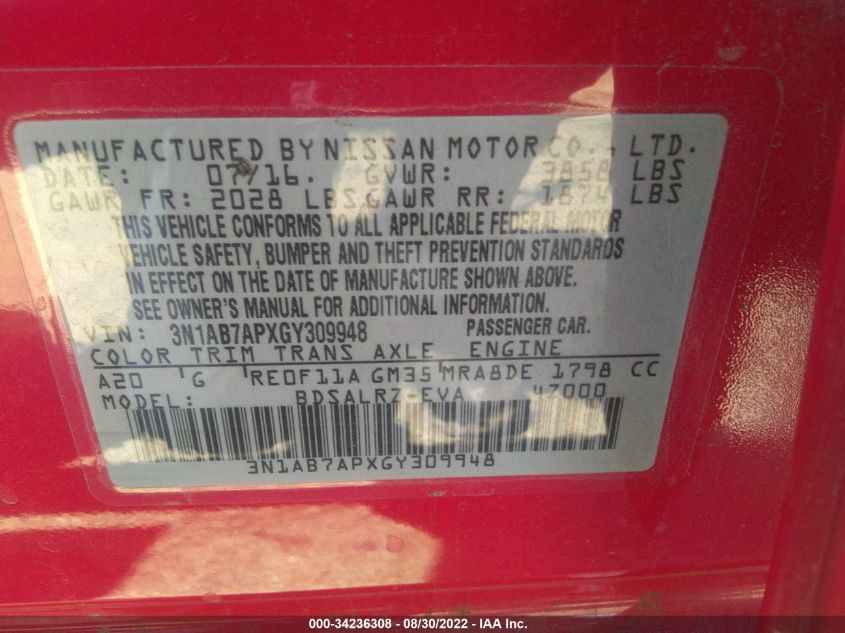 MANUFACTURED BY NISSAN MOTOR CO., LTD.
DATE: 07/16. GVWR: 3858 LBS
GAWR FR: 2028 LBS GAWR RR: 1874 LBS
THIS VEHICLE CONFORMS TO ALL APPLICABLE FEDERAL MOTOR
VEHICLE SAFETY, BUMPER AND THEFT PREVENTION STANDARDS
IN EFFECT ON THE DATE OF MANUFACTURE SHOWN ABOVE.
SEE OWNER'S MANUAL FOR ADDITIONAL INFORMATION.
VIN: 3N1AB7APXGY309948 PASSENGER CAR.
COLOR TRIM TRANS AXLE ENGINE
A20 G RE0F11A GM35 MRA8DE 1798 CC
MODEL: BDSALRZ-EVA 47000
3N1AB7APXGY309948
000-34236308 - 08/30/2022 - IAA Inc.